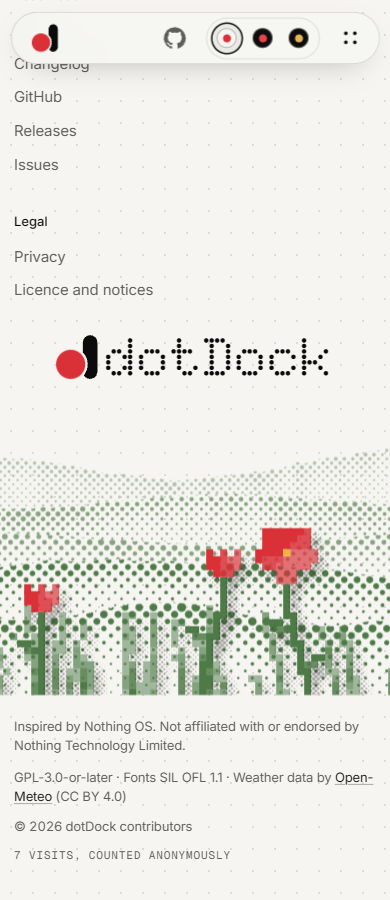 Changelog
GitHub
Releases
Issues
Legal
Privacy
Licence and notices
dotDock
Inspired by Nothing OS. Not affiliated with or endorsed by
Nothing Technology Limited.
GPL-3.0-or-later · Fonts SIL OFL 1.1 · Weather data by Open-
Meteo (CC BY 4.0)
© 2026 dotDock contributors
7 VISITS, COUNTED ANONYMOUSLY